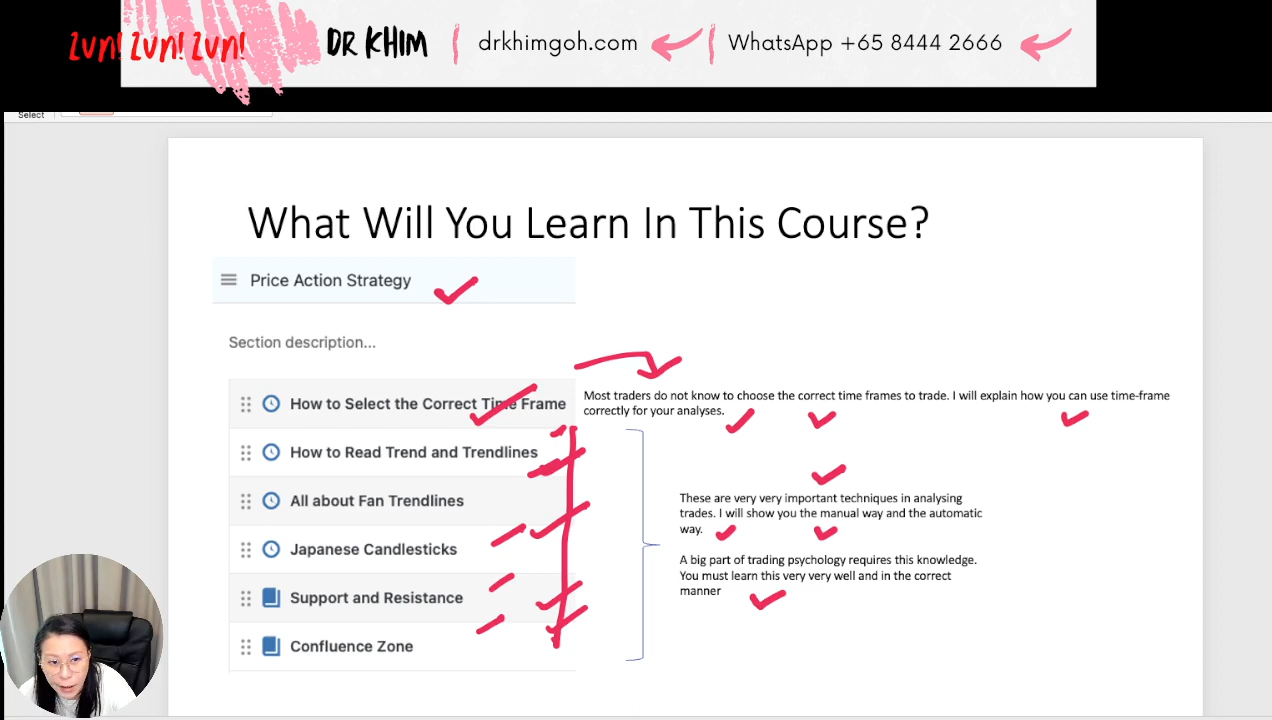 Zun! Zun! Zun! DR KHIM drkhimgoh.com WhatsApp +65 8444 2666
Select
What Will You Learn In This Course?
Price Action Strategy
Section description...
How to Select the Correct Time Frame
Most traders do not know to choose the correct time frames to trade. I will explain how you can use time-frame
correctly for your analyses.
How to Read Trend and Trendlines
All about Fan Trendlines
Japanese Candlesticks
Support and Resistance
Confluence Zone
These are very very important techniques in analysing
trades. I will show you the manual way and the automatic
way.
A big part of trading psychology requires this knowledge.
You must learn this very very well and in the correct
manner